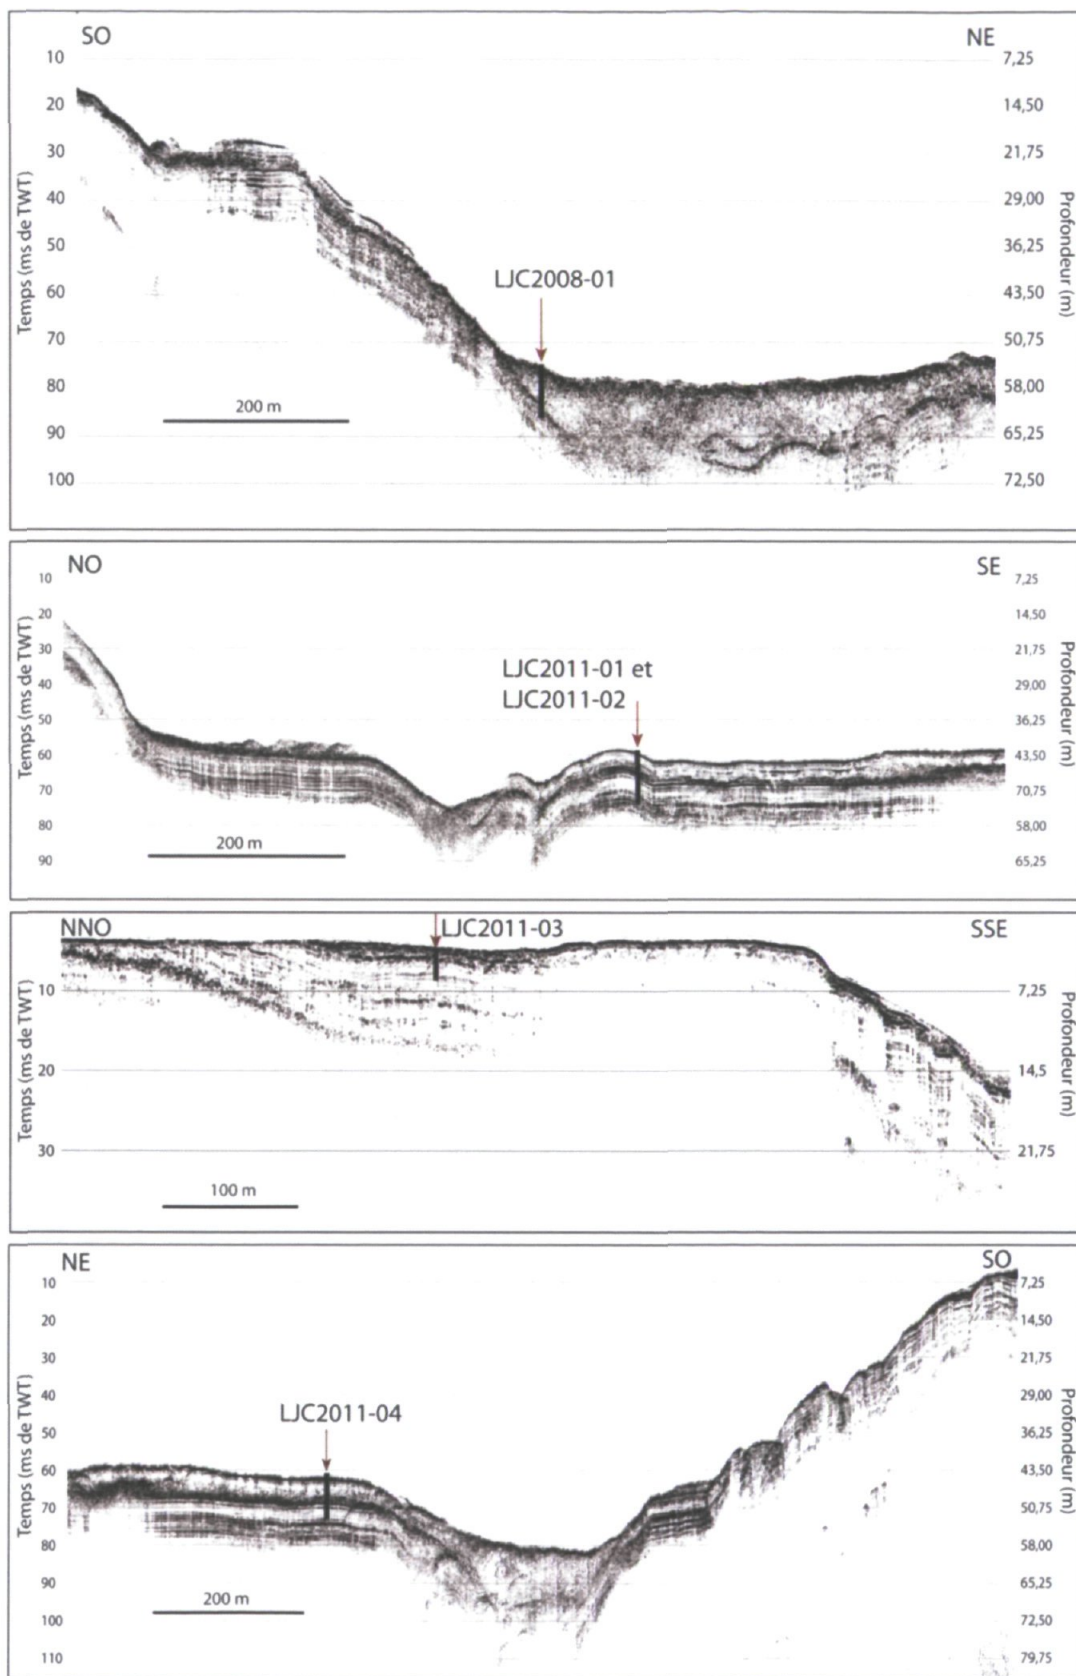 SO NE
10 7,25
20 14,50
30 21,75
40 29,00
50 36,25
60 43,50
70 50,75
80 58,00
90 65,25
100 72,50
Temps (ms de TWT)
Profondeur (m)
LJC2008-01
200 m
NO SE
10 7,25
20 14,50
30 21,75
40 29,00
50 36,25
60 43,50
70 70,75
80 58,00
90 65,25
Temps (ms de TWT)
Profondeur (m)
LJC2011-01 et
LJC2011-02
200 m
NNO LJC2011-03 SSE
10 7,25
20 14,5
30 21,75
Temps (ms de TWT)
Profondeur (m)
100 m
NE SO
10 7,25
20 14,50
30 21,75
40 29,00
50 36,25
60 43,50
70 50,75
80 58,00
90 65,25
100 72,50
110 79,75
Temps (ms de TWT)
Profondeur (m)
LJC2011-04
200 m